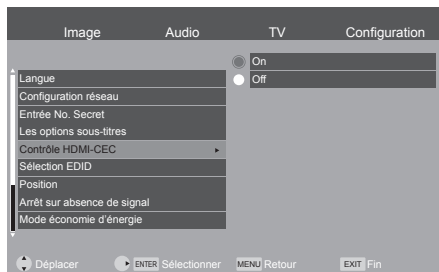 Image Audio TV Configuration
On
Off
Langue
Configuration réseau
Entrée No. Secret
Les options sous-titres
Contrôle HDMI-CEC
Sélection EDID
Position
Arrêt sur absence de signal
Mode économie d'énergie
Déplacer ENTER Sélectionner MENU Retour EXIT Fin